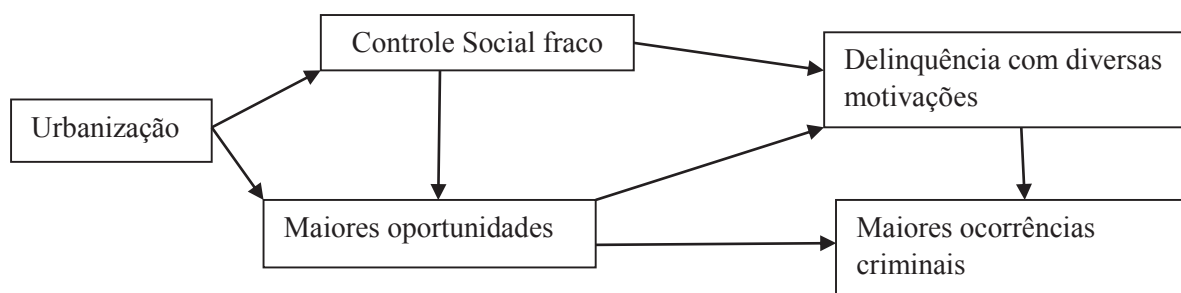 Controle Social fraco
Delinquência com diversas
motivações
Urbanização
Maiores oportunidades
Maiores ocorrências
criminais